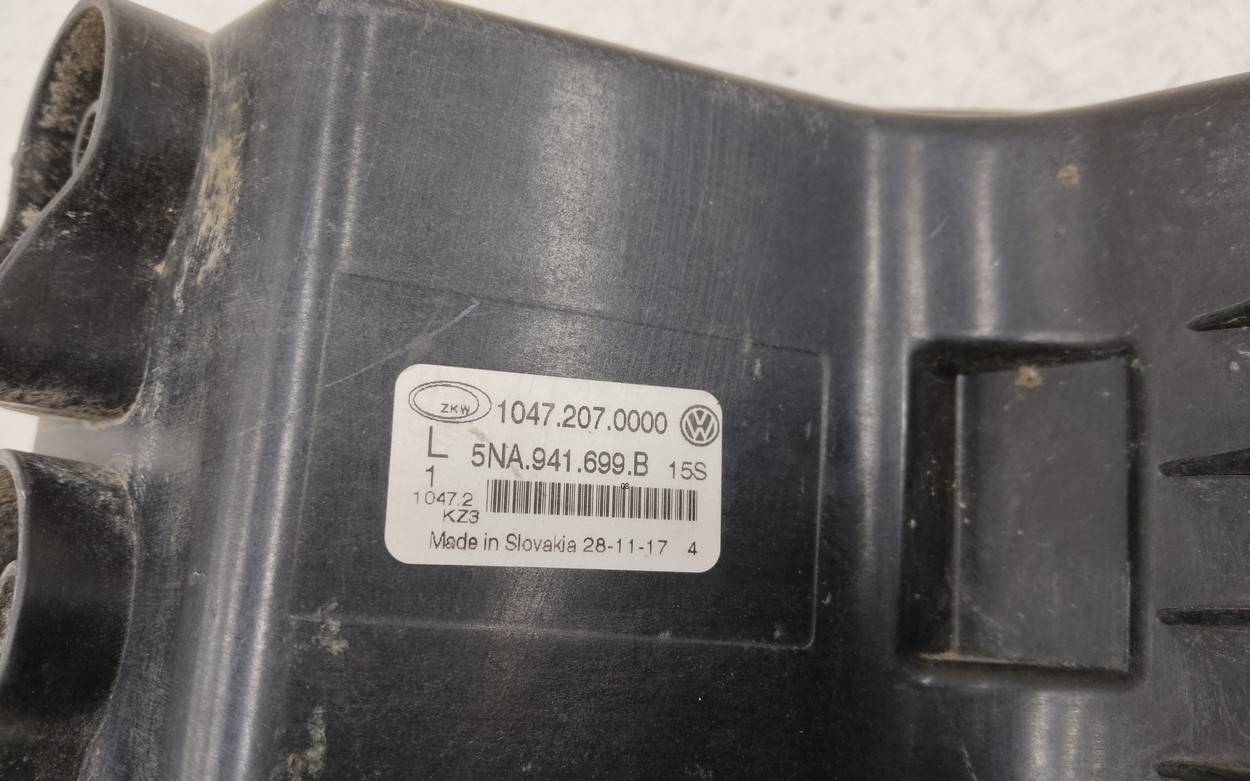 ZKW 1047.207.0000
L 5NA.941.699.B 15S
1
1047.2
KZ3
Made in Slovakia 28-11-17 4